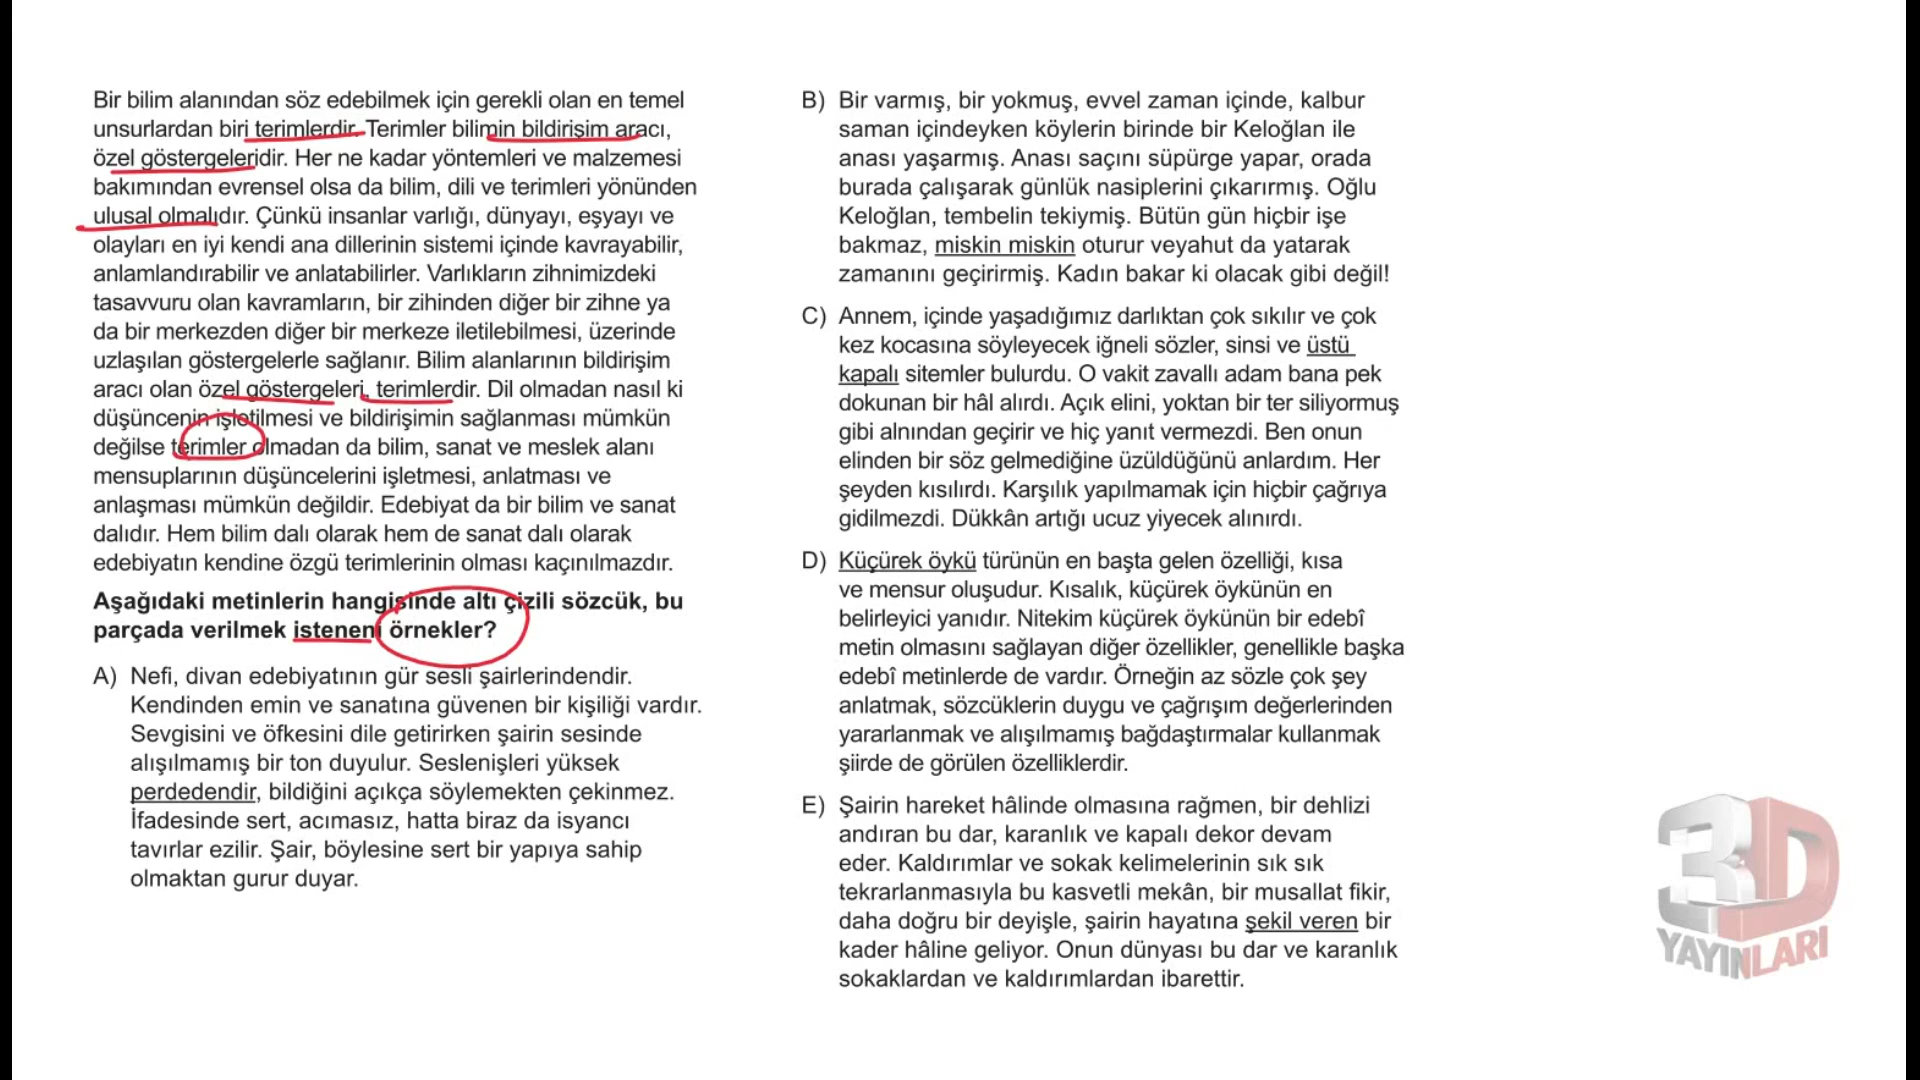 Bir bilim alanından söz edebilmek için gerekli olan en temel
unsurlardan biri terimlerdir. Terimler bilimin bildirişim aracı,
özel göstergeleridir. Her ne kadar yöntemleri ve malzemesi
bakımından evrensel olsa da bilim, dili ve terimleri yönünden
ulusal olmalıdır. Çünkü insanlar varlığı, dünyayı, eşyayı ve
olayları en iyi kendi ana dillerinin sistemi içinde kavrayabilir,
anlamlandırabilir ve anlatabilirler. Varlıkların zihnimizdeki
tasavvuru olan kavramların, bir zihinden diğer bir zihne ya
da bir merkezden diğer bir merkeze iletilebilmesi, üzerinde
uzlaşılan göstergelerle sağlanır. Bilim alanlarının bildirişim
aracı olan özel göstergeleri, terimlerdir. Dil olmadan nasıl ki
düşüncenin işletilmesi ve bildirişimin sağlanması mümkün
değilse terimler olmadan da bilim, sanat ve meslek alanı
mensuplarının düşüncelerini işletmesi, anlatması ve
anlaşması mümkün değildir. Edebiyat da bir bilim ve sanat
dalıdır. Hem bilim dalı olarak hem de sanat dalı olarak
edebiyatın kendine özgü terimlerinin olması kaçınılmazdır.
Aşağıdaki metinlerin hangisinde altı çizili sözcük, bu
parçada verilmek isteneni örnekler?
A) Nefi, divan edebiyatının gür sesli şairlerindendir.
Kendinden emin ve sanatına güvenen bir kişiliği vardır.
Sevgisini ve öfkesini dile getirirken şairin sesinde
alışılmamış bir ton duyulur. Seslenişleri yüksek
perdedendir, bildiğini açıkça söylemekten çekinmez.
İfadesinde sert, acımasız, hatta biraz da isyancı
tavırlar ezilir. Şair, böylesine sert bir yapıya sahip
olmaktan gurur duyar.
B) Bir varmış, bir yokmuş, evvel zaman içinde, kalbur
saman içindeyken köylerin birinde bir Keloğlan ile
anası yaşarmış. Anası saçını süpürge yapar, orada
burada çalışarak günlük nasiplerini çıkarırmış. Oğlu
Keloğlan, tembelin tekiymiş. Bütün gün hiçbir işe
bakmaz, miskin miskin oturur veyahut da yatarak
zamanını geçirirmiş. Kadın bakar ki olacak gibi değil!
C) Annem, içinde yaşadığımız darlıktan çok sıkılır ve çok
kez kocasına söyleyecek iğneli sözler, sinsi ve üstü
kapalı sitemler bulurdu. O vakit zavallı adam bana pek
dokunan bir hâl alırdı. Açık elini, yoktan bir ter siliyormuş
gibi alnından geçirir ve hiç yanıt vermezdi. Ben onun
elinden bir söz gelmediğine üzüldüğünü anlardım. Her
şeyden kısılırdı. Karşılık yapılmamak için hiçbir çağrıya
gidilmezdi. Dükkân artığı ucuz yiyecek alınırdı.
D) Küçürek öykü türünün en başta gelen özelliği, kısa
ve mensur oluşudur. Kısalık, küçürek öykünün en
belirleyici yanıdır. Nitekim küçürek öykünün bir edebî
metin olmasını sağlayan diğer özellikler, genellikle başka
edebî metinlerde de vardır. Örneğin az sözle çok şey
anlatmak, sözcüklerin duygu ve çağrışım değerlerinden
yararlanmak ve alışılmamış bağdaştırmalar kullanmak
şiirde de görülen özelliklerdir.
E) Şairin hareket hâlinde olmasına rağmen, bir dehlizi
andıran bu dar, karanlık ve kapalı dekor devam
eder. Kaldırımlar ve sokak kelimelerinin sık sık
tekrarlanmasıyla bu kasvetli mekân, bir musallat fikir,
daha doğru bir deyişle, şairin hayatına şekil veren bir
kader hâline geliyor. Onun dünyası bu dar ve karanlık
sokaklardan ve kaldırımlardan ibarettir.
3D
YAYINLARI